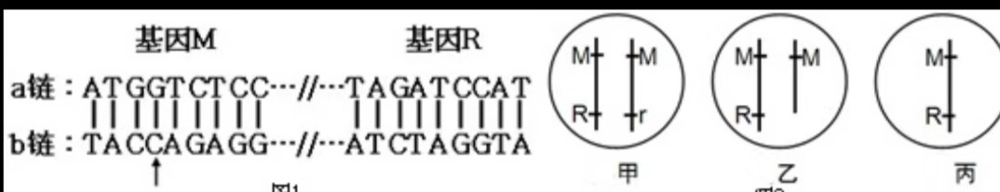 基因M 基因R
a链：ATGGTCTCC…//…TAGATCCAT
b链：TACCAGAGG…//…ATCTAGGTA
图1
M M
R r
甲
M M
R
乙
M
R
丙